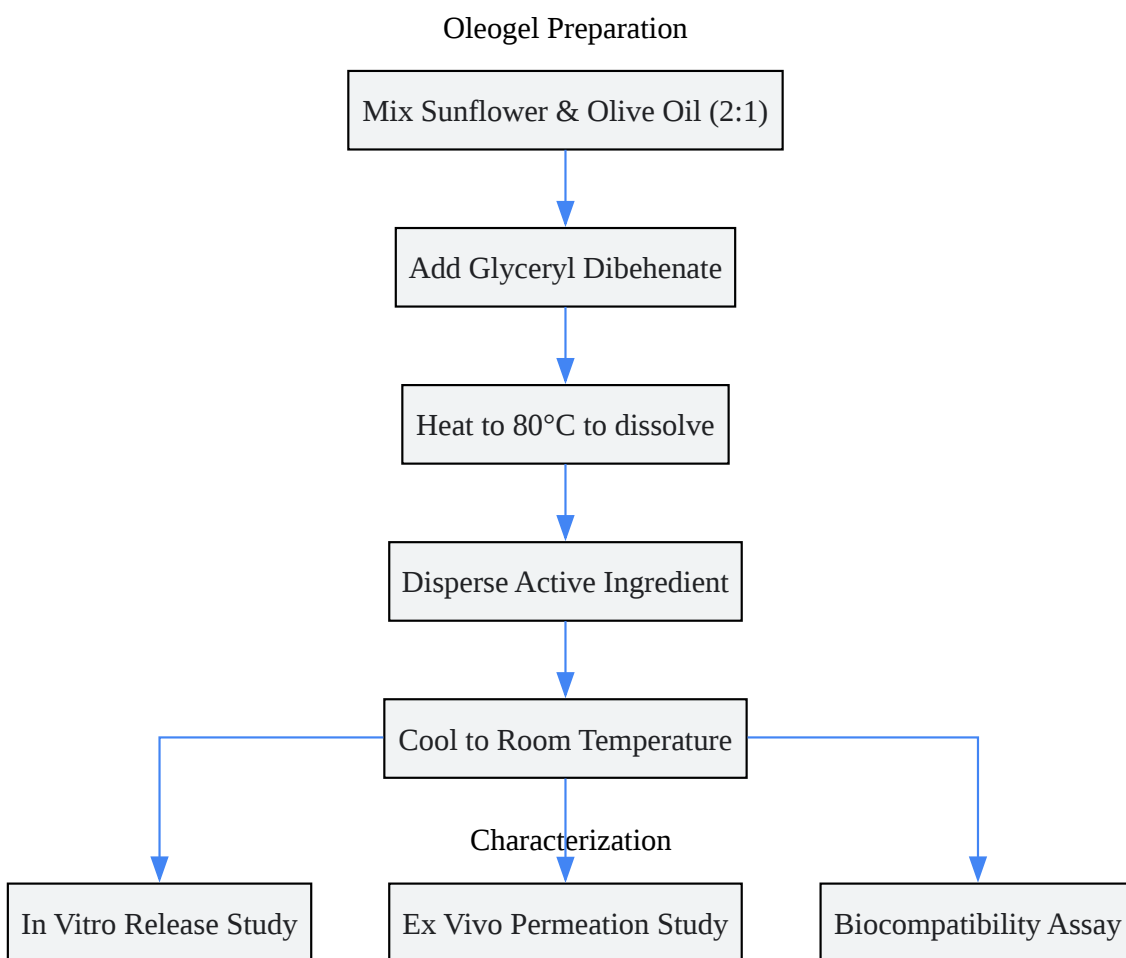 Oleogel Preparation
Mix Sunflower & Olive Oil (2:1)
Add Glyceryl Dibehenate
Heat to 80°C to dissolve
Disperse Active Ingredient
Cool to Room Temperature
Characterization
In Vitro Release Study
Ex Vivo Permeation Study
Biocompatibility Assay